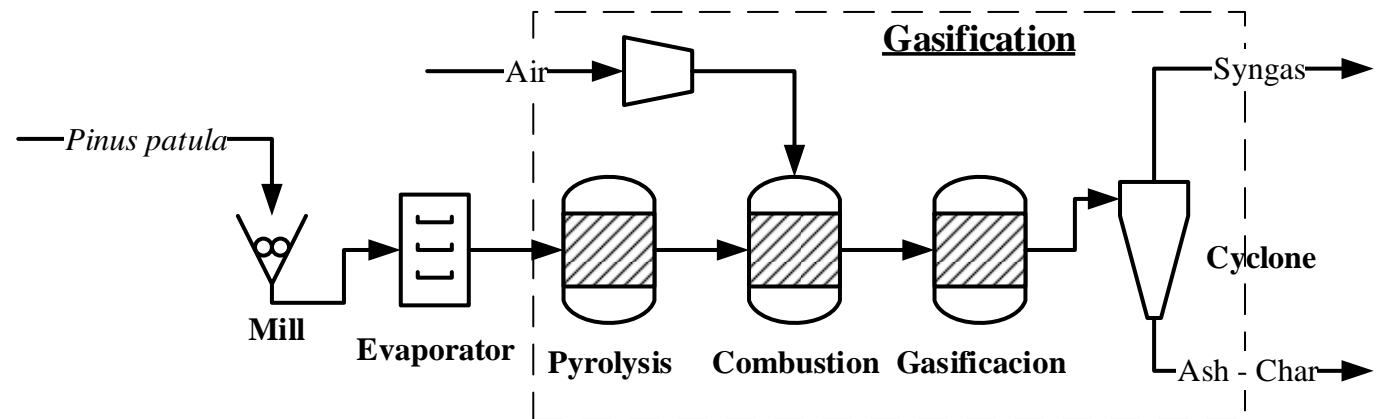 Gasification
Air
Syngas
Pinus patula
Cyclone
Mill
Evaporator
Pyrolysis
Combustion
Gasificacion
Ash - Char